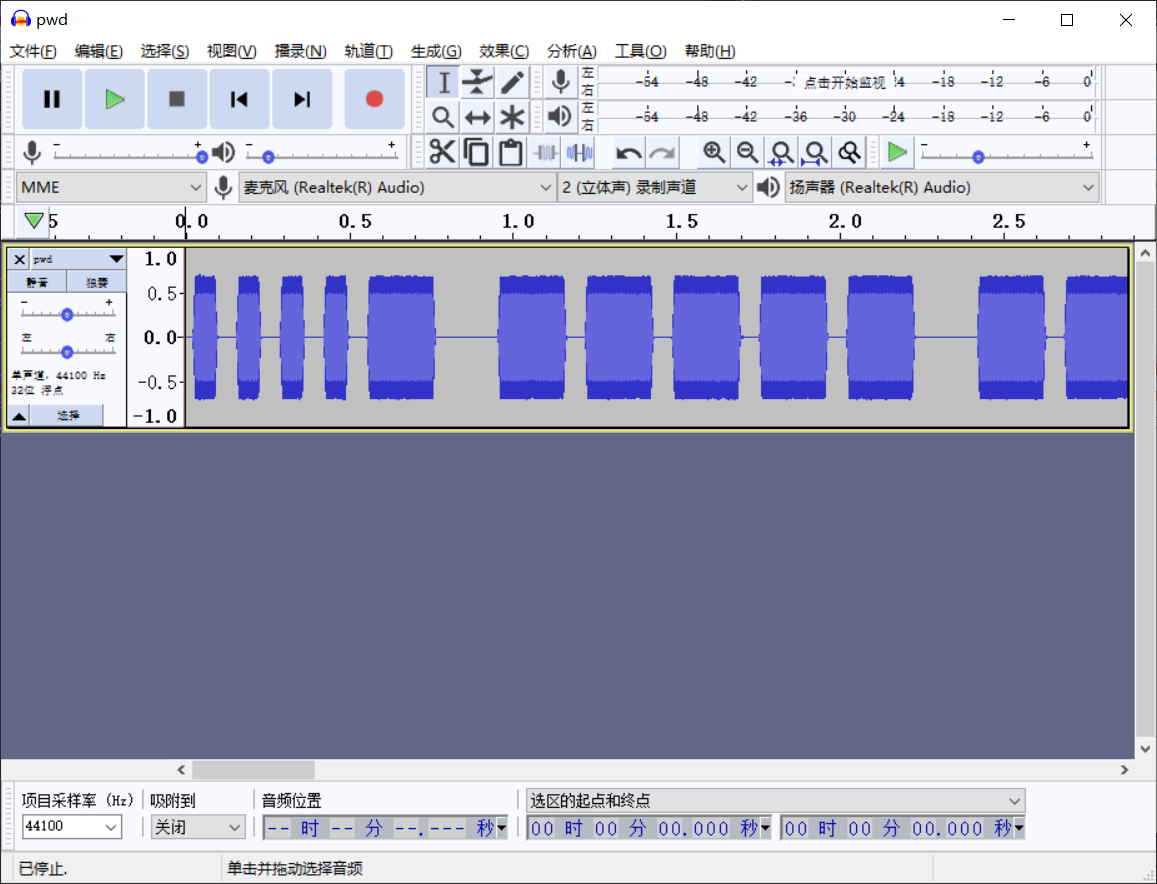 pwd
文件(F) 编辑(E) 选择(S) 视图(V) 播录(N) 轨道(T) 生成(G) 效果(C) 分析(A) 工具(O) 帮助(H)
左 右 -54 -48 -42 - 点击开始监视 !4 -18 -12 -6 0
左 右 -54 -48 -42 -36 -30 -24 -18 -12 -6 0
- + - + - +
MME 麦克风 (Realtek(R) Audio) 2 (立体声) 录制声道 扬声器 (Realtek(R) Audio)
5 0.0 0.5 1.0 1.5 2.0 2.5
pwd 1.0
静音 独奏
- + 0.5
左 右 0.0
单声道, 44100 Hz
32位 浮点 -0.5
选择 -1.0
项目采样率 (Hz) 吸附到 音频位置 选区的起点和终点
44100 关闭 -- 时 -- 分 --.--- 秒 00 时 00 分 00.000 秒 00 时 00 分 00.000 秒
已停止. 单击并拖动选择音频